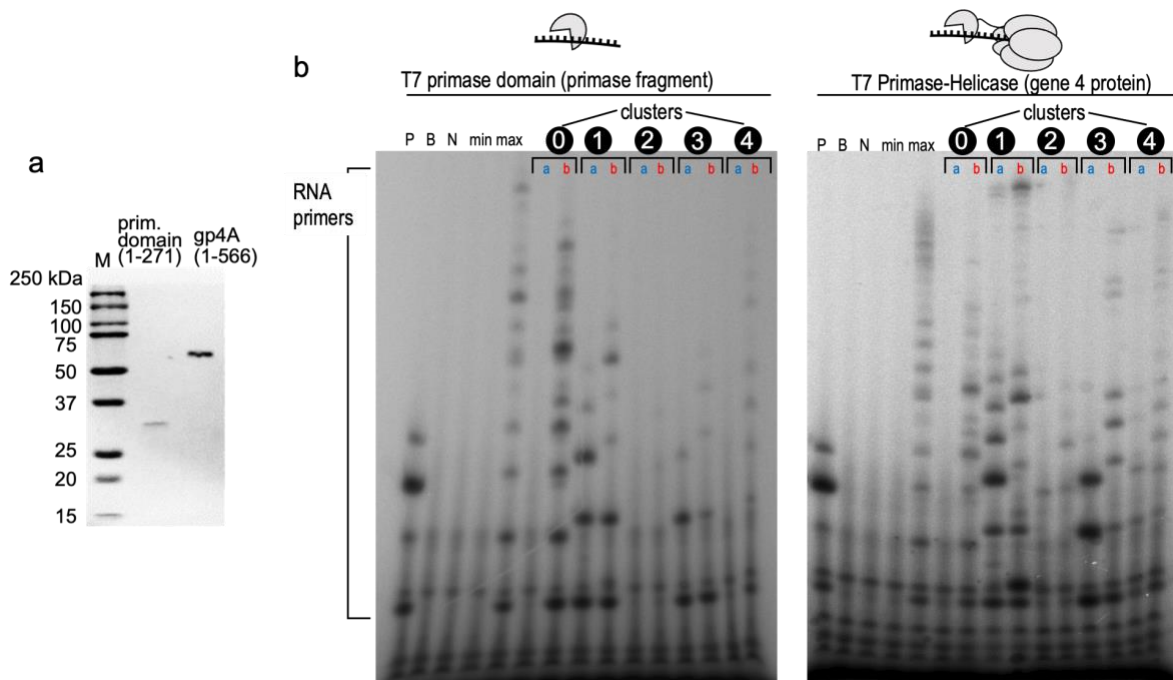 a
prim.
domain
(1-271)
gp4A
(1-566)
M
250 kDa
150
100
75
50
37
25
20
15
b
T7 primase domain (primase fragment)
clusters
P B N min max 0 1 2 3 4
a b a b a b a b a b
RNA
primers
T7 Primase-Helicase (gene 4 protein)
clusters
P B N min max 0 1 2 3 4
a b a b a b a b a b